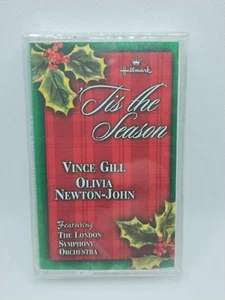 Hallmark
'Tis the
Season
VINCE GILL
OLIVIA
NEWTON-JOHN
Featuring
THE LONDON
SYMPHONY
ORCHESTRA